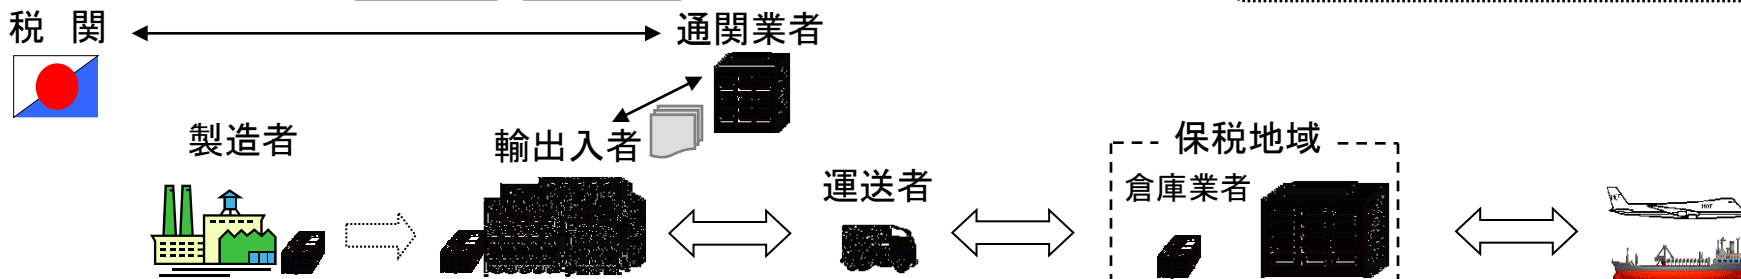 税 関
通関業者
製造者
輸出入者
運送者
保税地域
倉庫業者